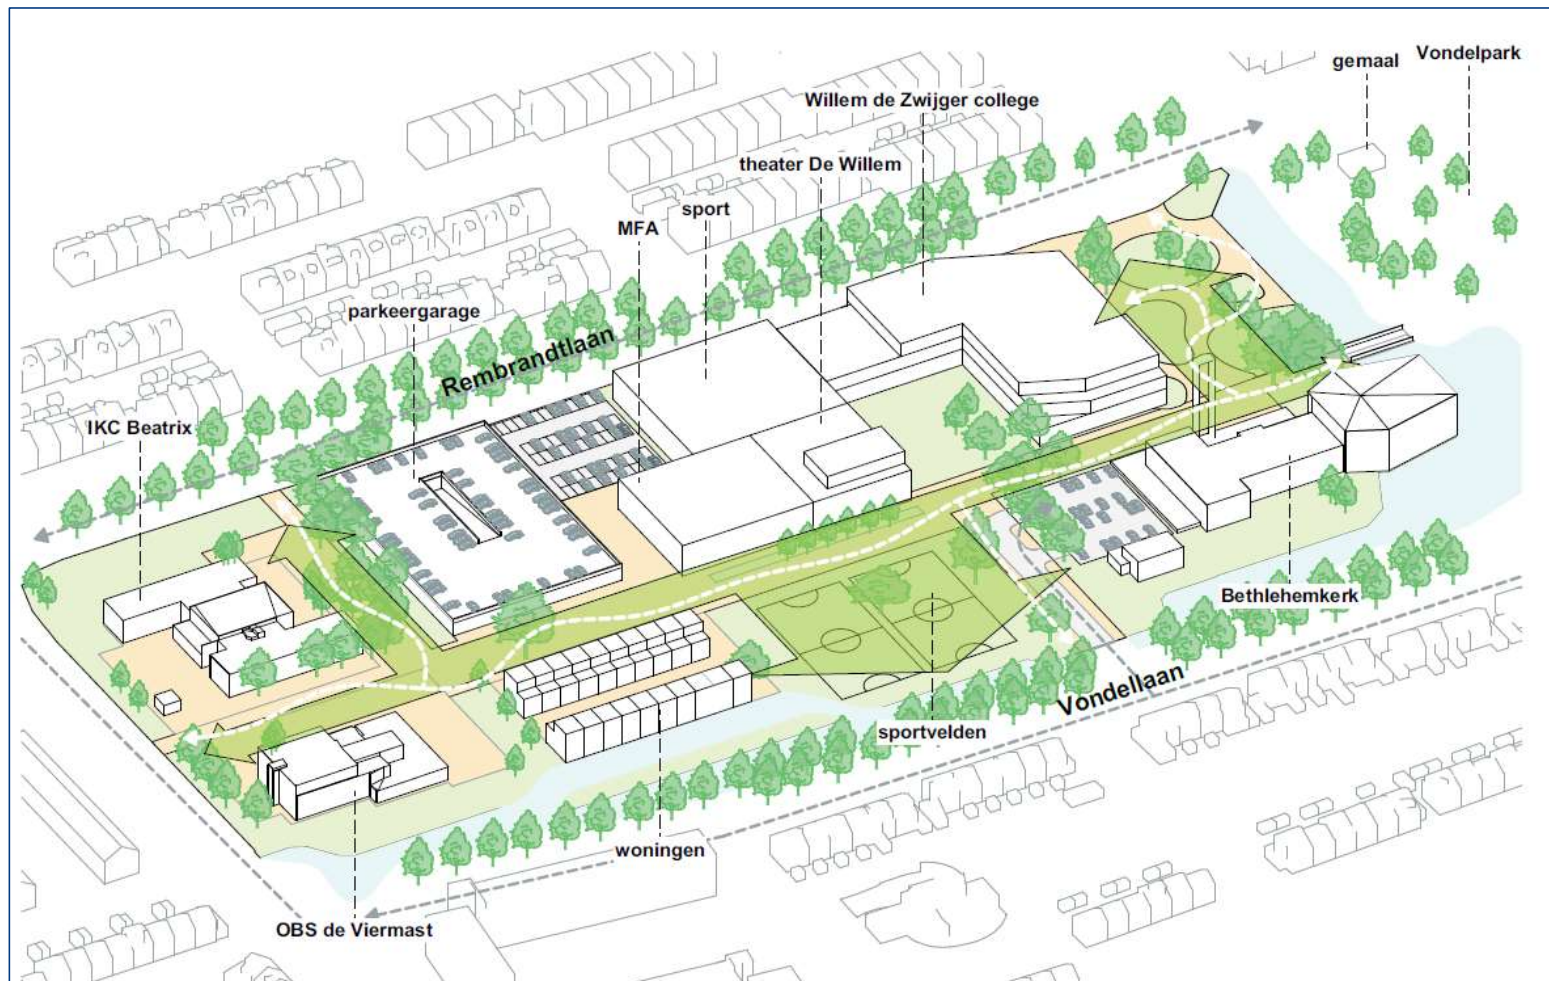 Vondelpark
gemaal
Willem de Zwijger college
theater De Willem
sport
MFA
parkeergarage
Rembrandtlaan
IKC Beatrix
Bethlehemkerk
Vondellaan
sportvelden
woningen
OBS de Viermast